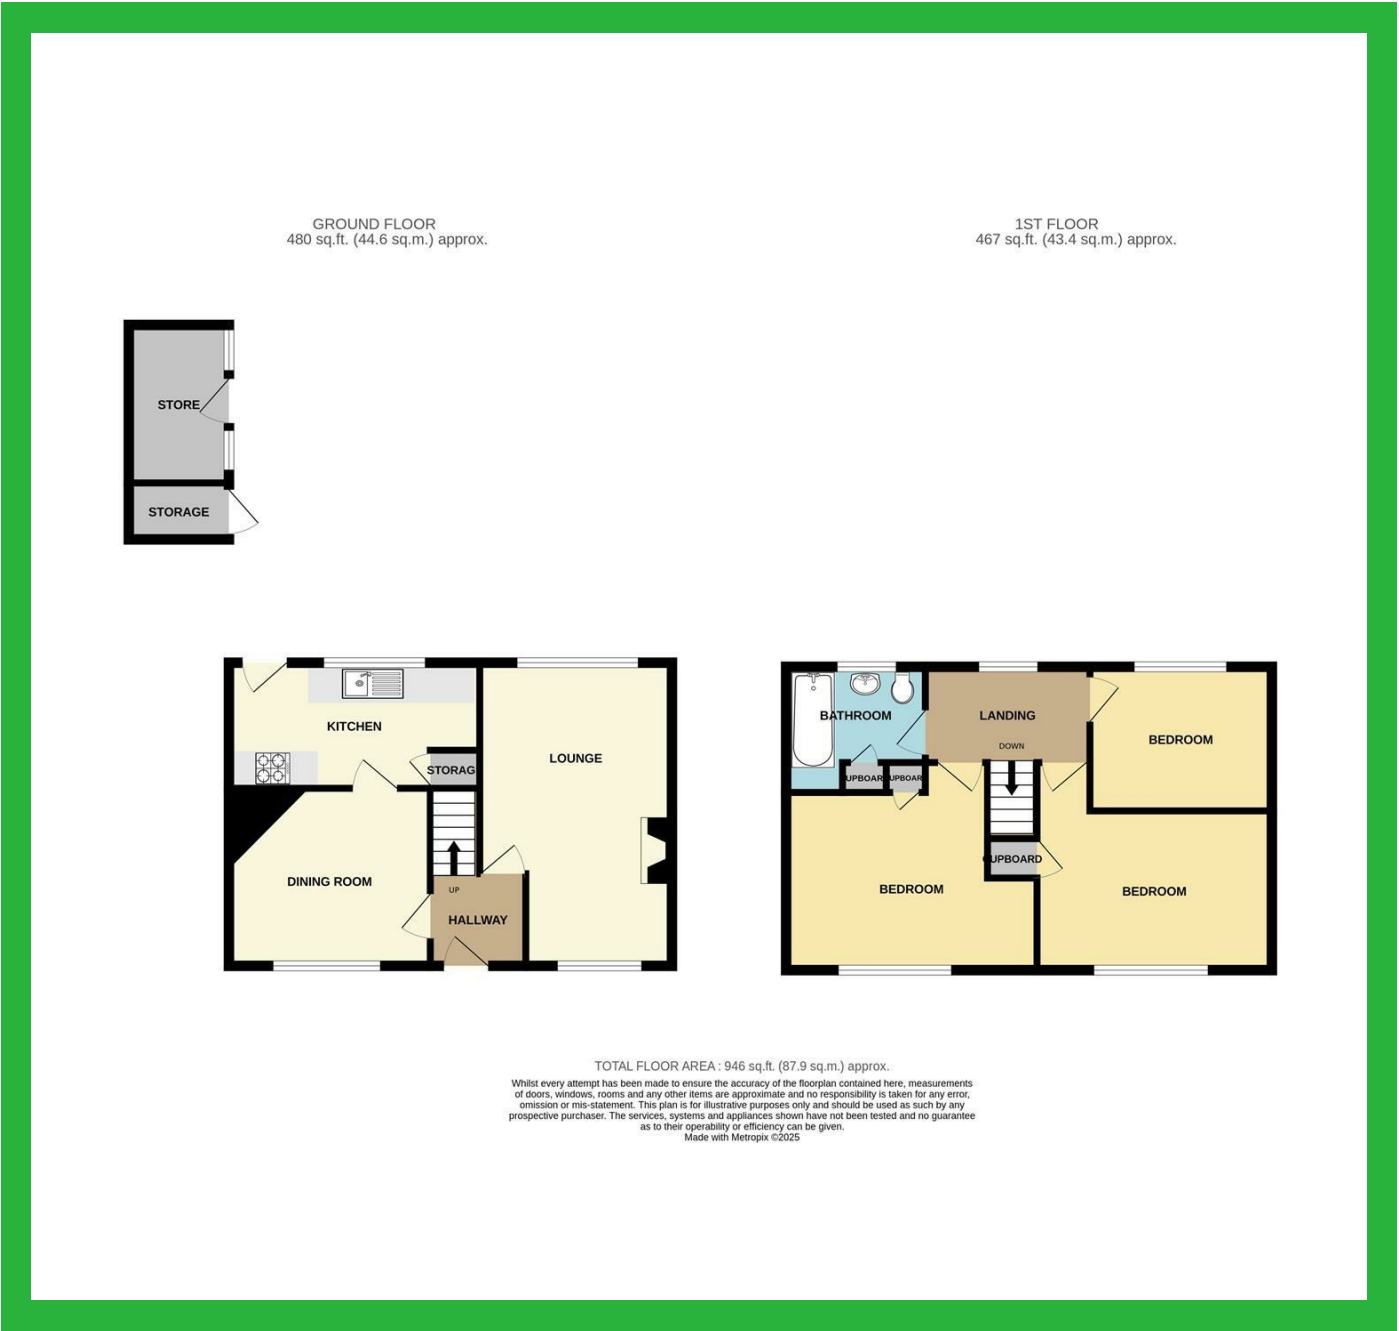 GROUND FLOOR
480 sq.ft. (44.6 sq.m.) approx.
1ST FLOOR
467 sq.ft. (43.4 sq.m.) approx.
STORE
STORAGE
KITCHEN
STORAG
LOUNGE
DINING ROOM
UP
HALLWAY
BATHROOM
LANDING
DOWN
BEDROOM
UPBOAR
UPBOAR
CUPBOARD
BEDROOM
BEDROOM
TOTAL FLOOR AREA : 946 sq.ft. (87.9 sq.m.) approx.
Whilst every attempt has been made to ensure the accuracy of the floorplan contained here, measurements
of doors, windows, rooms and any other items are approximate and no responsibility is taken for any error,
omission or mis-statement. This plan is for illustrative purposes only and should be used as such by any
prospective purchaser. The services, systems and appliances shown have not been tested and no guarantee
as to their operability or efficiency can be given.
Made with Metropix ©2025